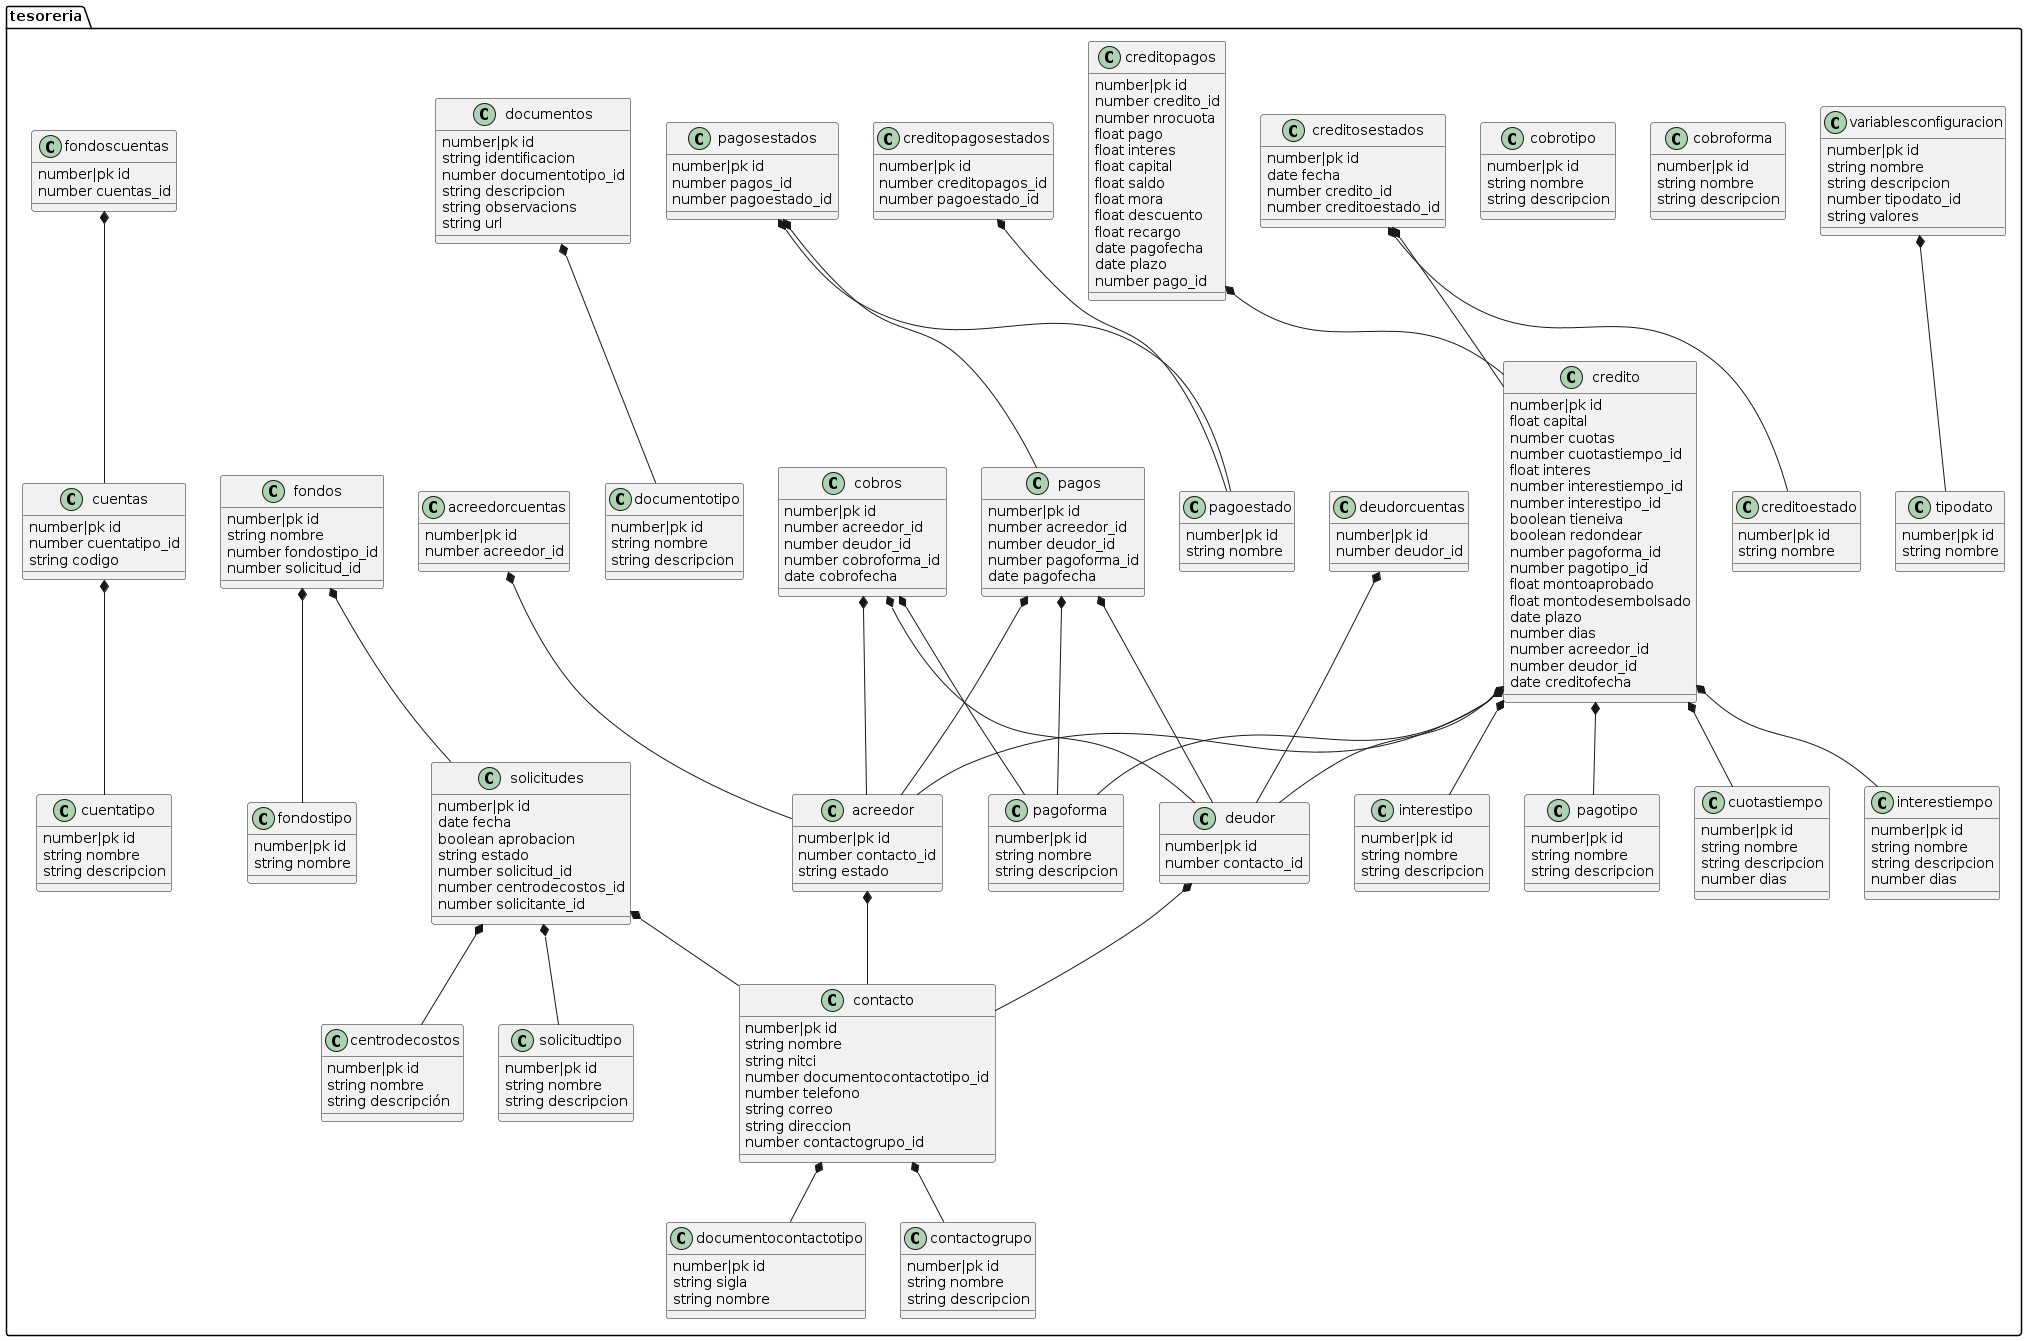 tesoreria
creditopagos
number|pk id
number credito_id
number nrocuota
float pago
float interes
float capital
float saldo
float mora
float descuento
float recargo
date pagofecha
date plazo
number pago_id
documentos
number|pk id
string identificacion
number documentotipo_id
string descripcion
string observacions
string url
variablesconfiguracion
number|pk id
string nombre
string descripcion
number tipodato_id
string valores
creditosestados
number|pk id
date fecha
number credito_id
number creditoestado_id
fondoscuentas
number|pk id
number cuentas_id
pagosestados
number|pk id
number pagos_id
number pagoestado_id
creditopagosestados
number|pk id
number creditopagos_id
number pagoestado_id
cobrotipo
number|pk id
string nombre
string descripcion
cobroforma
number|pk id
string nombre
string descripcion
credito
number|pk id
float capital
number cuotas
number cuotastiempo_id
float interes
number interestiempo_id
number interestipo_id
boolean tieneiva
boolean redondear
number pagoforma_id
number pagotipo_id
float montoaprobado
float montodesembolsado
date plazo
number dias
number acreedor_id
number deudor_id
date creditofecha
cuentas
number|pk id
number cuentatipo_id
string codigo
fondos
number|pk id
string nombre
number fondostipo_id
number solicitud_id
acreedorcuentas
number|pk id
number acreedor_id
documentotipo
number|pk id
string nombre
string descripcion
cobros
number|pk id
number acreedor_id
number deudor_id
number cobroforma_id
date cobrofecha
pagos
number|pk id
number acreedor_id
number deudor_id
number pagoforma_id
date pagofecha
pagoestado
number|pk id
string nombre
deudorcuentas
number|pk id
number deudor_id
creditoestado
number|pk id
string nombre
tipodato
number|pk id
string nombre
cuentatipo
number|pk id
string nombre
string descripcion
fondostipo
number|pk id
string nombre
solicitudes
number|pk id
date fecha
boolean aprobacion
string estado
number solicitud_id
number centrodecostos_id
number solicitante_id
acreedor
number|pk id
number contacto_id
string estado
pagoforma
number|pk id
string nombre
string descripcion
deudor
number|pk id
number contacto_id
interestipo
number|pk id
string nombre
string descripcion
pagotipo
number|pk id
string nombre
string descripcion
cuotastiempo
number|pk id
string nombre
string descripcion
number dias
interestiempo
number|pk id
string nombre
string descripcion
number dias
centrodecostos
number|pk id
string nombre
string descripción
solicitudtipo
number|pk id
string nombre
string descripcion
contacto
number|pk id
string nombre
string nitci
number documentocontactotipo_id
number telefono
string correo
string direccion
number contactogrupo_id
documentocontactotipo
number|pk id
string sigla
string nombre
contactogrupo
number|pk id
string nombre
string descripcion